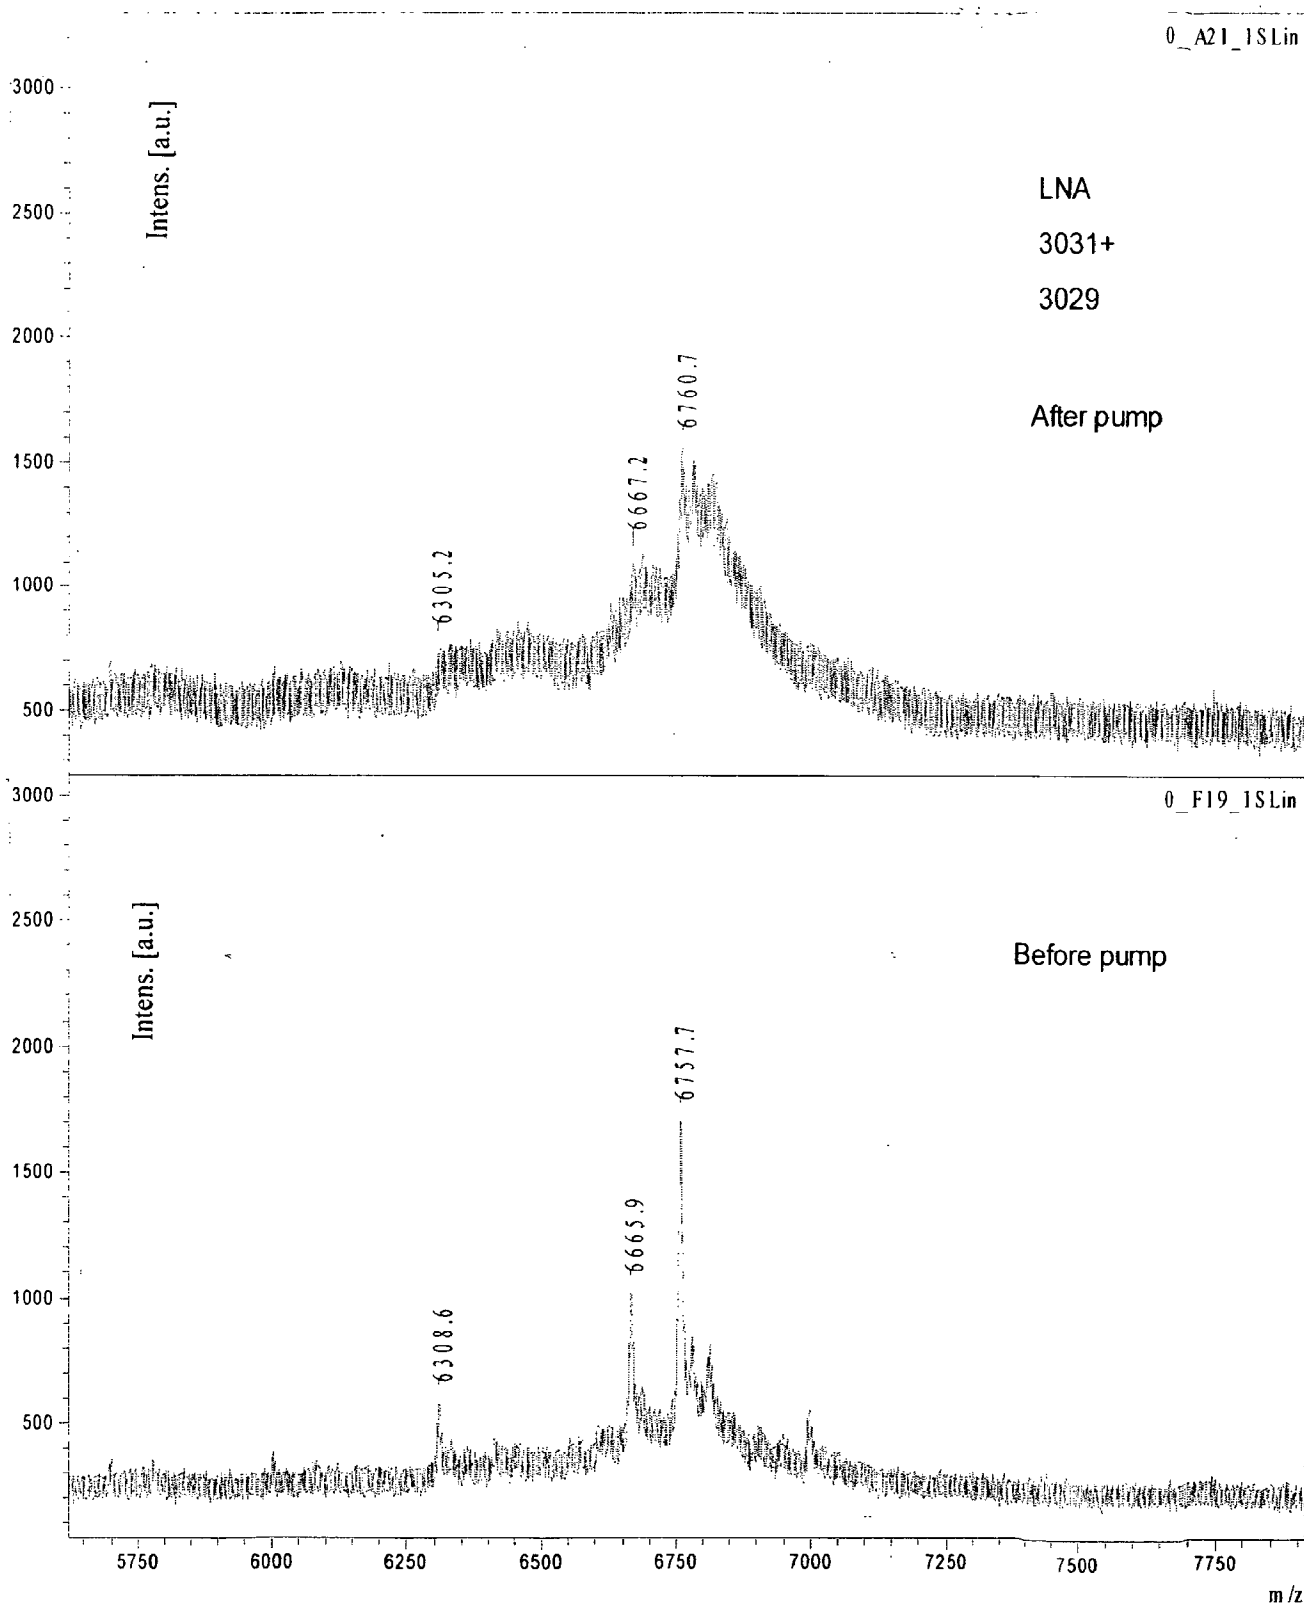 0_A21_1SLin
3000
Intens. [a.u.]
LNA
2500
3031+
3029
2000
6760.7
After pump
1500
6667.2
6305.2
1000
500
3000
0_F19_1SLin
2500
Intens. [a.u.]
Before pump
2000
6757.7
1500
6665.9
1000
6308.6
500
5750 6000 6250 6500 6750 7000 7250 7500 7750
m/z